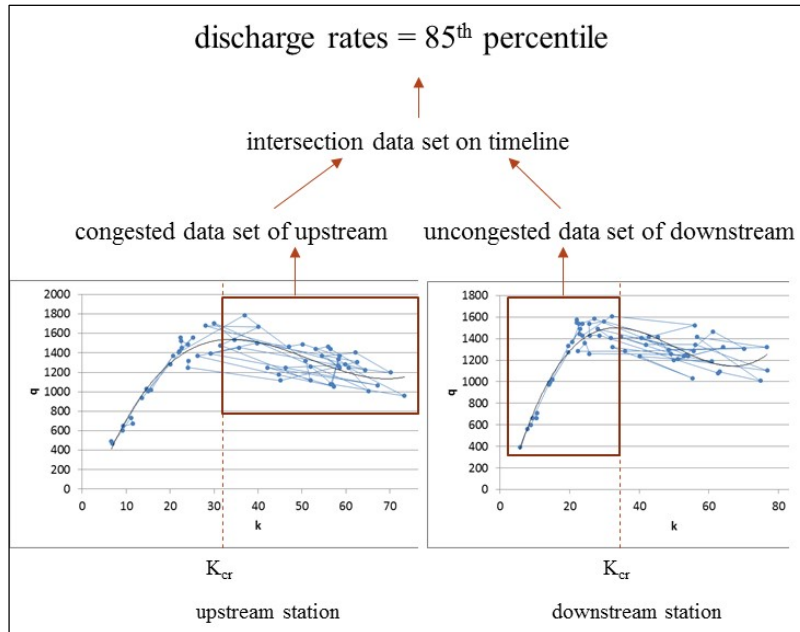 discharge rates = 85th percentile
intersection data set on timeline
congested data set of upstream
uncongested data set of downstream
2000
1800
1600
1400
1200
1000
800
600
400
200
0
q
0 10 20 30 40 50 60 70
k
1800
1600
1400
1200
1000
800
600
400
200
0
q
0 20 40 60 80
k
Kcr
Kcr
upstream station
downstream station